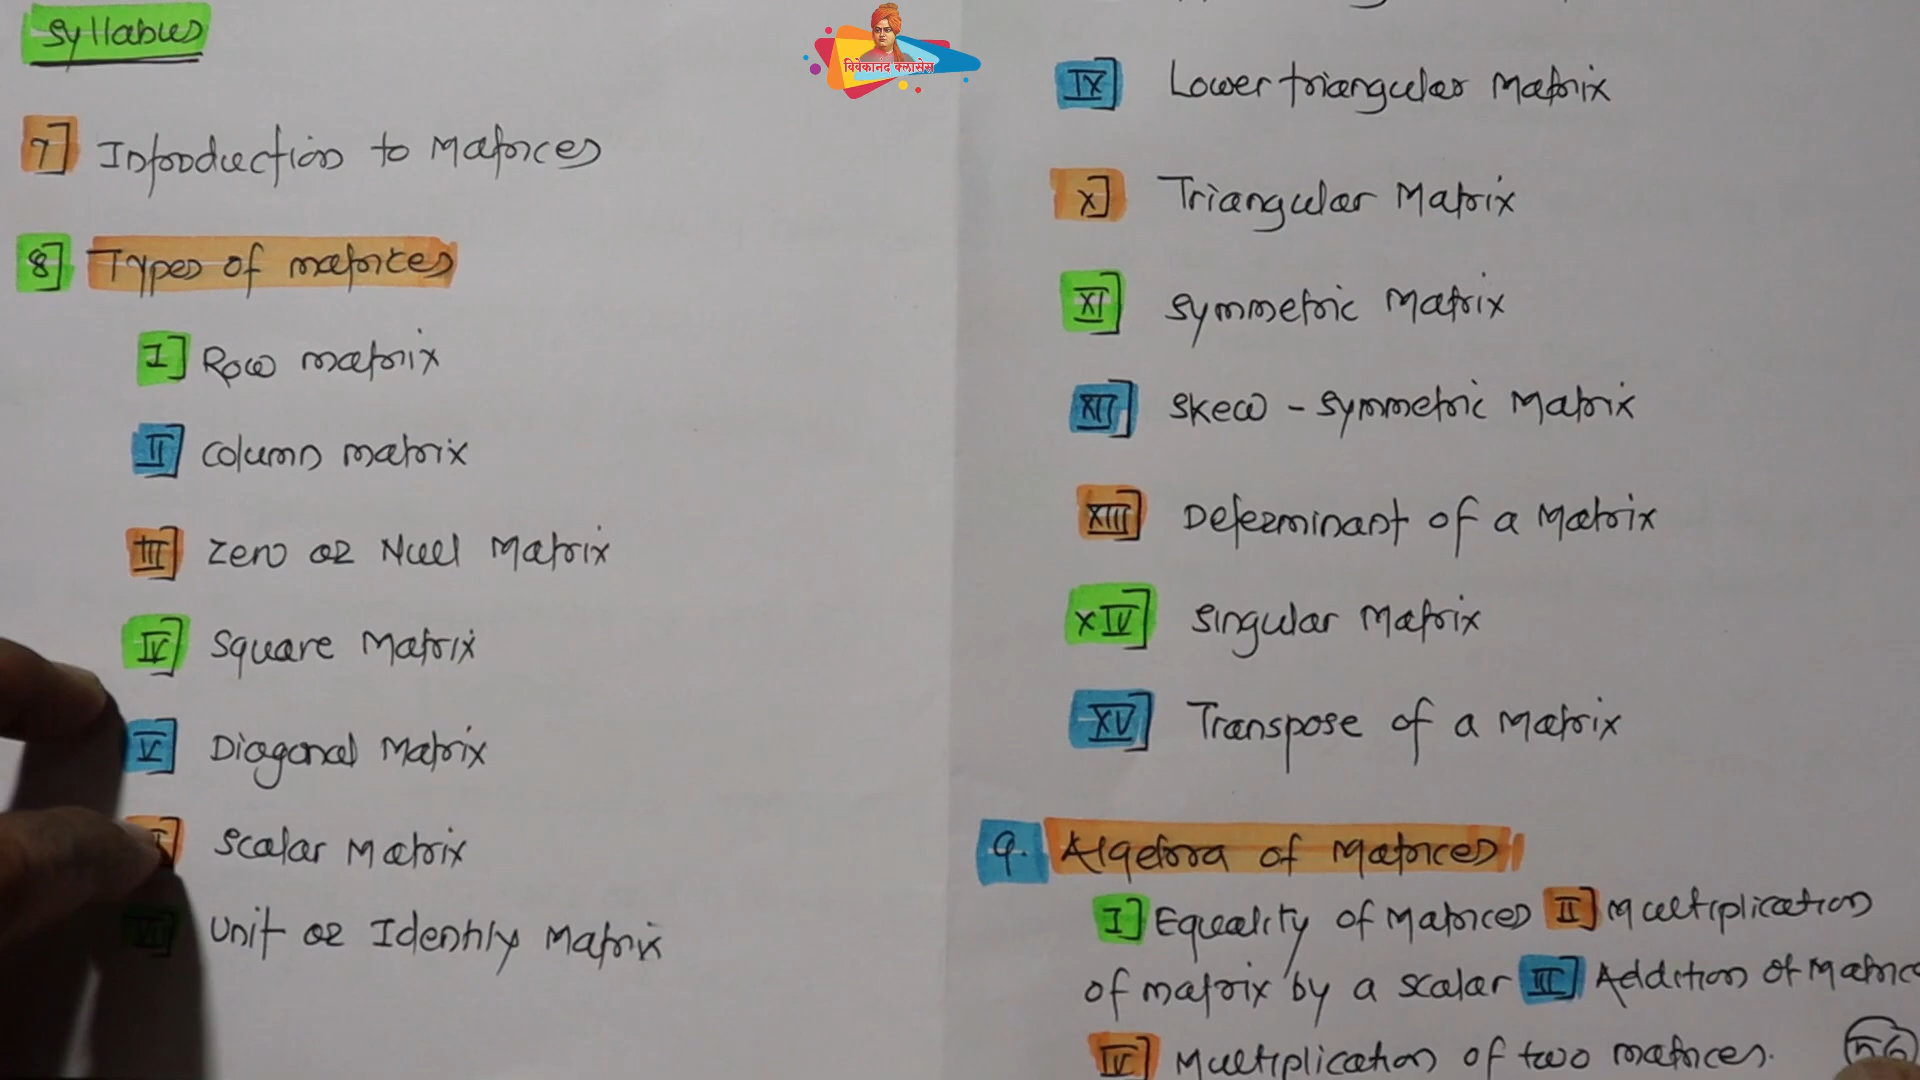 Syllabus
7] Introduction to Matrices
8] Types of matrices
I] Row matrix
II] Column matrix
III] Zero or Null Matrix
IV] Square Matrix
V] Diagonal Matrix
Scalar Matrix
VII] Unit or Identity Matrix
विवेकानंद क्लासेस
IX] Lower triangular Matrix
X] Triangular Matrix
XI] Symmetric Matrix
XII] Skew - Symmetric Matrix
XIII] Determinant of a Matrix
XIV] Singular Matrix
XV] Transpose of a Matrix
9. Algebra of Matrices
I] Equality of Matrices II] Multiplication
of matrix by a scalar III] Addition of
IV] Multiplication of two matrices.